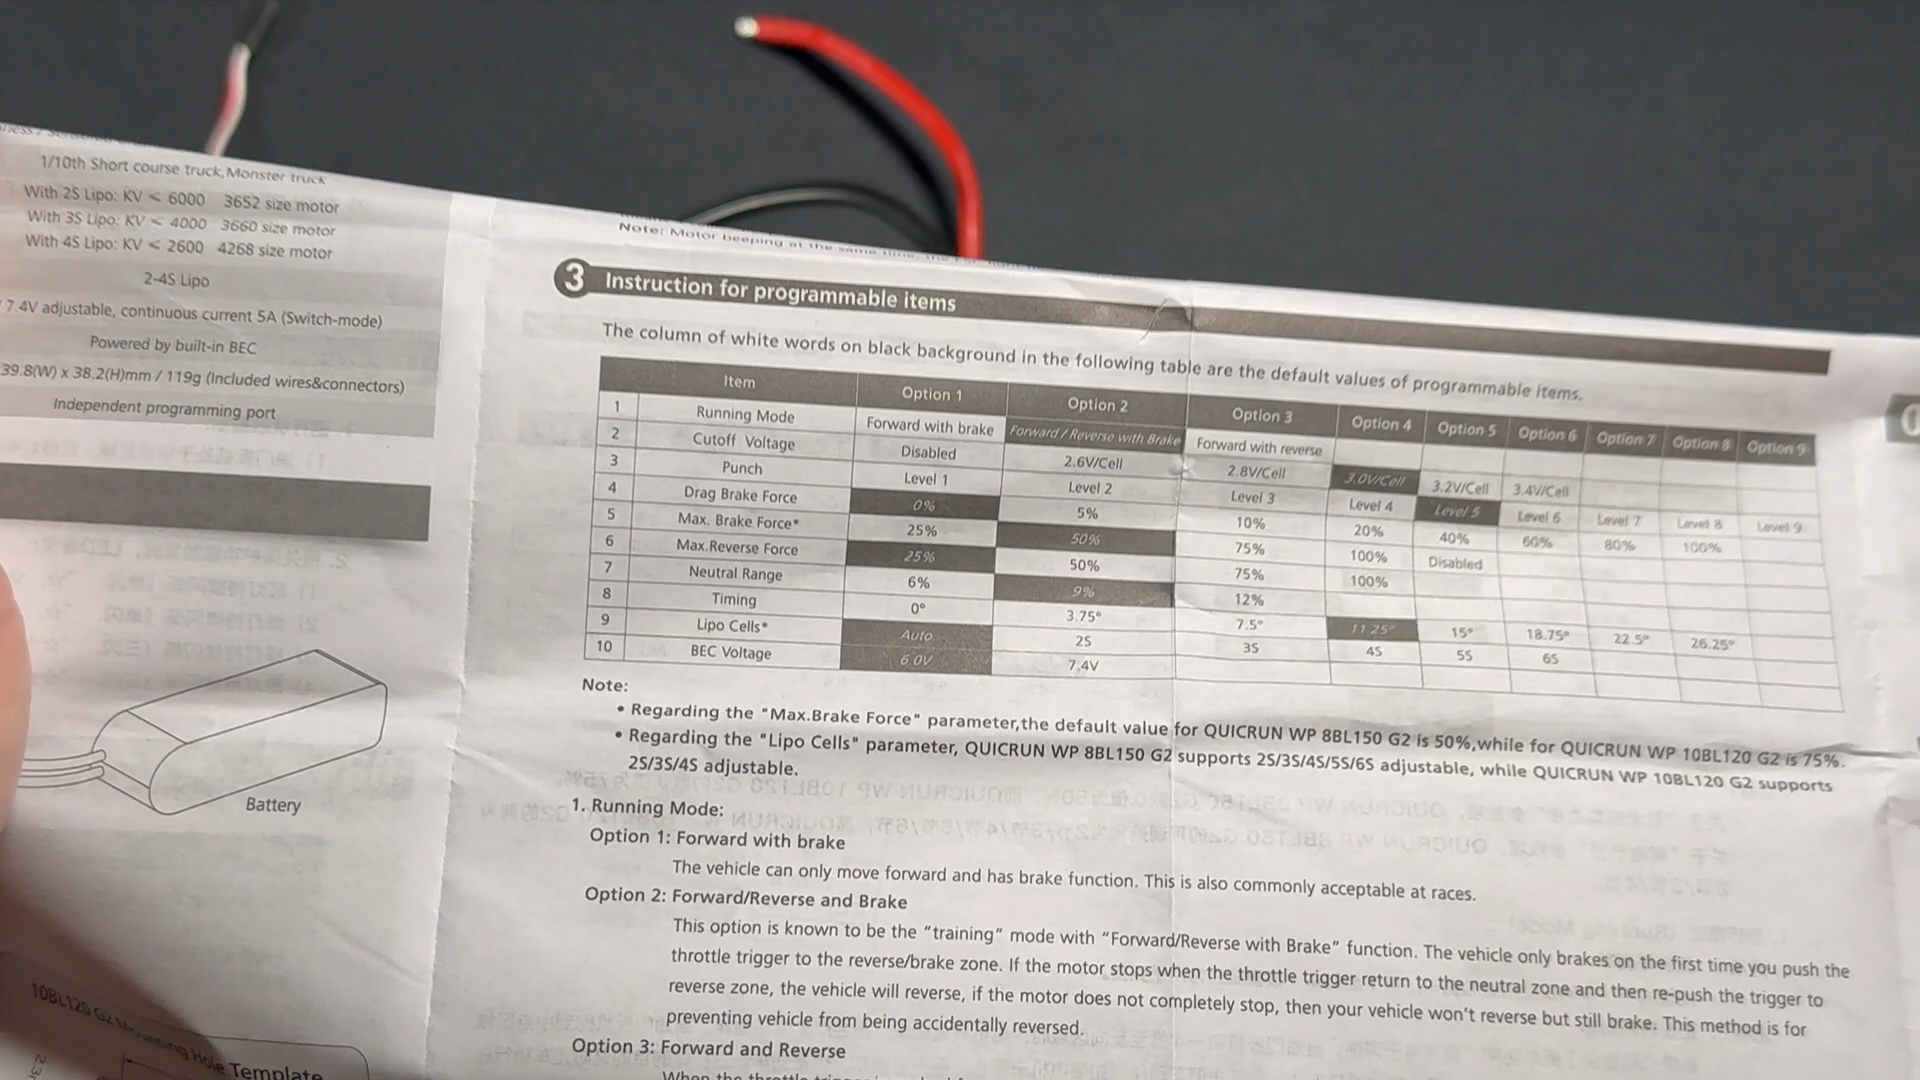 1/10th Short course truck, Monster truck
With 2S Lipo: KV < 6000 3652 size motor
With 3S Lipo: KV < 4000 3660 size motor
With 4S Lipo: KV < 2600 4268 size motor
2-4S Lipo
7.4V adjustable, continuous current 5A (Switch-mode)
Powered by built-in BEC
39.8(W) x 38.2(H)mm / 119g (Included wires&connectors)
Independent programming port
Battery
10BL120 G2 Mounting Hole Template
Note: Motor beeping at the same time,
3 Instruction for programmable items
The column of white words on black background in the following table are the default values of programmable items.
Item Option 1 Option 2 Option 3 Option 4 Option 5 Option 6 Option 7 Option 8 Option 9
1 Running Mode Forward with brake Forward / Reverse with Brake Forward with reverse
2 Cutoff Voltage Disabled 2.6V/Cell 2.8V/Cell 3.0V/Cell 3.2V/Cell 3.4V/Cell
3 Punch Level 1 Level 2 Level 3 Level 4 Level 5 Level 6 Level 7 Level 8 Level 9
4 Drag Brake Force 0% 5% 10% 20% 40% 60% 80% 100%
5 Max. Brake Force* 25% 50% 75% 100% Disabled
6 Max.Reverse Force 25% 50% 75% 100%
7 Neutral Range 6% 9% 12%
8 Timing 0° 3.75° 7.5° 11.25° 15° 18.75° 22.5° 26.25°
9 Lipo Cells* Auto 2S 3S 4S 5S 6S
10 BEC Voltage 6.0V 7.4V
Note:
• Regarding the "Max.Brake Force" parameter,the default value for QUICRUN WP 8BL150 G2 is 50%,while for QUICRUN WP 10BL120 G2 is 75%.
• Regarding the "Lipo Cells" parameter, QUICRUN WP 8BL150 G2 supports 2S/3S/4S/5S/6S adjustable, while QUICRUN WP 10BL120 G2 supports
2S/3S/4S adjustable.
1. Running Mode:
Option 1: Forward with brake
The vehicle can only move forward and has brake function. This is also commonly acceptable at races.
Option 2: Forward/Reverse and Brake
This option is known to be the "training" mode with "Forward/Reverse with Brake" function. The vehicle only brakes on the first time you push the
throttle trigger to the reverse/brake zone. If the motor stops when the throttle trigger return to the neutral zone and then re-push the trigger to
reverse zone, the vehicle will reverse, if the motor does not completely stop, then your vehicle won't reverse but still brake. This method is for
preventing vehicle from being accidentally reversed.
Option 3: Forward and Reverse